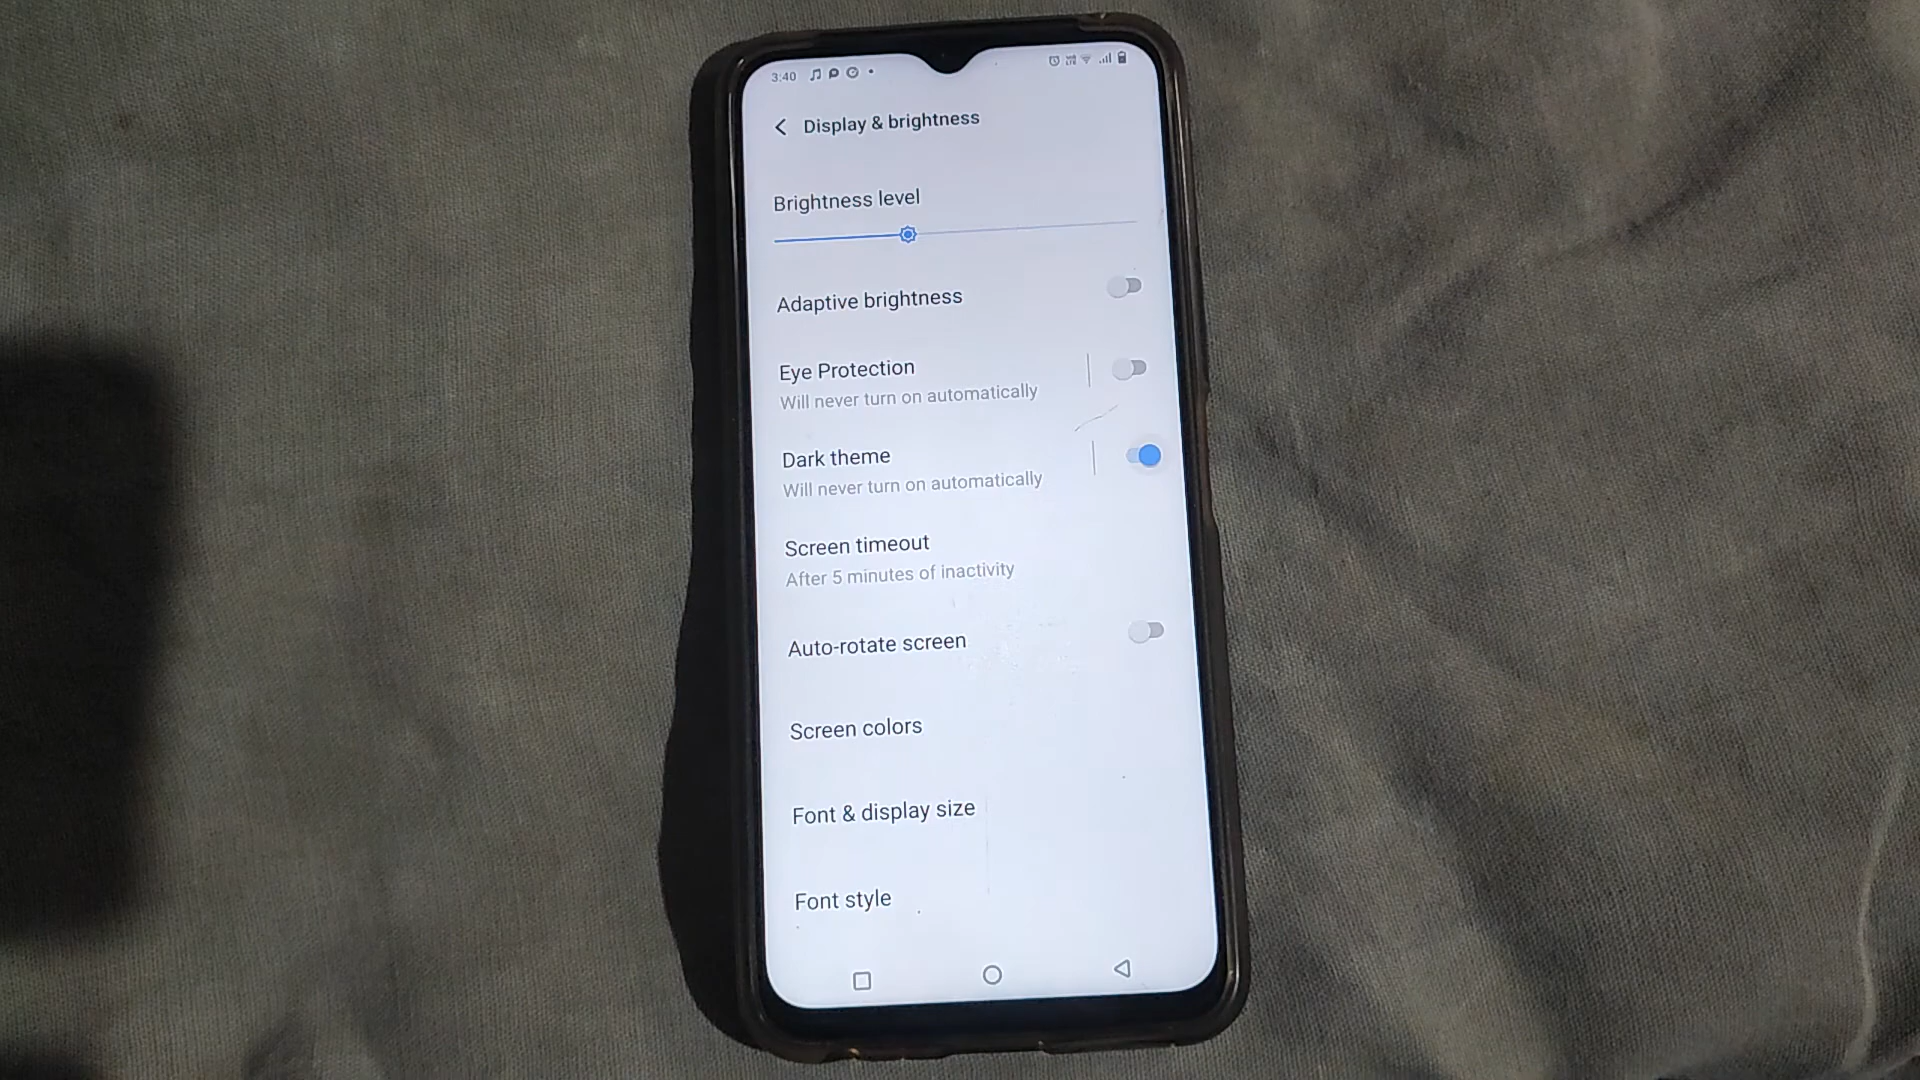 3:40
Display & brightness
Brightness level
Adaptive brightness
Eye Protection
Will never turn on automatically
Dark theme
Will never turn on automatically
Screen timeout
After 5 minutes of inactivity
Auto-rotate screen
Screen colors
Font & display size
Font style